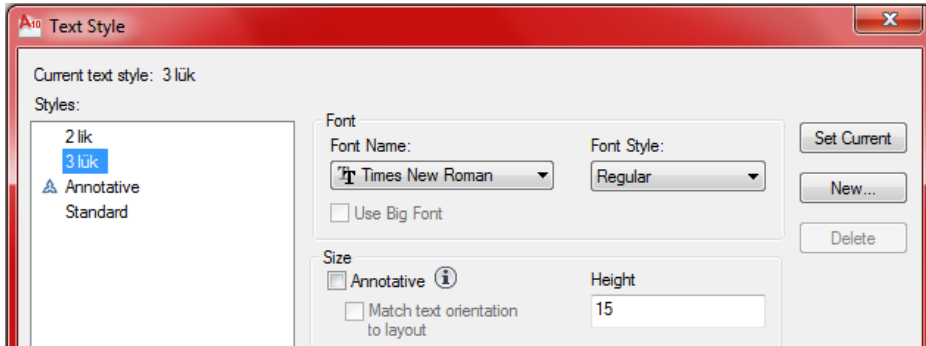 A10 Text Style
Current text style: 3 lük
Styles:
2 lik
3 lük
Annotative
Standard
Font
Font Name:
Times New Roman
Use Big Font
Font Style:
Regular
Size
Annotative
Match text orientation
to layout
Height
15
Set Current
New...
Delete